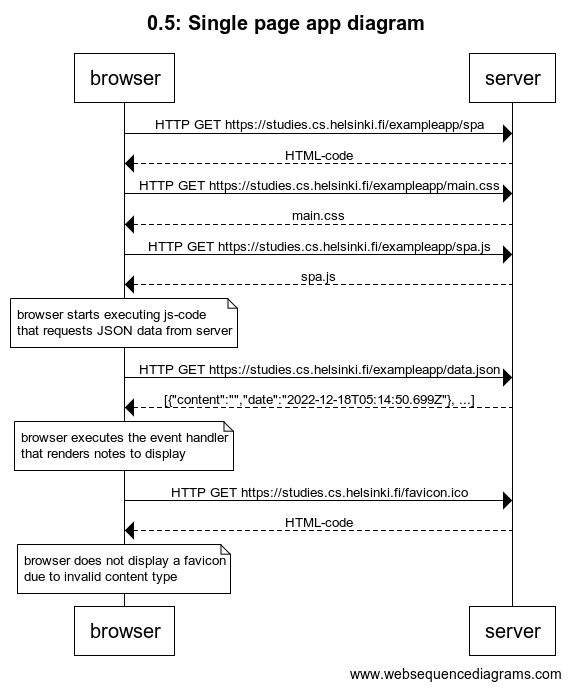 0.5: Single page app diagram
browser
server
HTTP GET https://studies.cs.helsinki.fi/exampleapp/spa
HTML-code
HTTP GET https://studies.cs.helsinki.fi/exampleapp/main.css
main.css
HTTP GET https://studies.cs.helsinki.fi/exampleapp/spa.js
spa.js
browser starts executing js-code
that requests JSON data from server
HTTP GET https://studies.cs.helsinki.fi/exampleapp/data.json
[{"content":"","date":"2022-12-18T05:14:50.699Z"}, ...]
browser executes the event handler
that renders notes to display
HTTP GET https://studies.cs.helsinki.fi/favicon.ico
HTML-code
browser does not display a favicon
due to invalid content type
browser
server
www.websequencediagrams.com